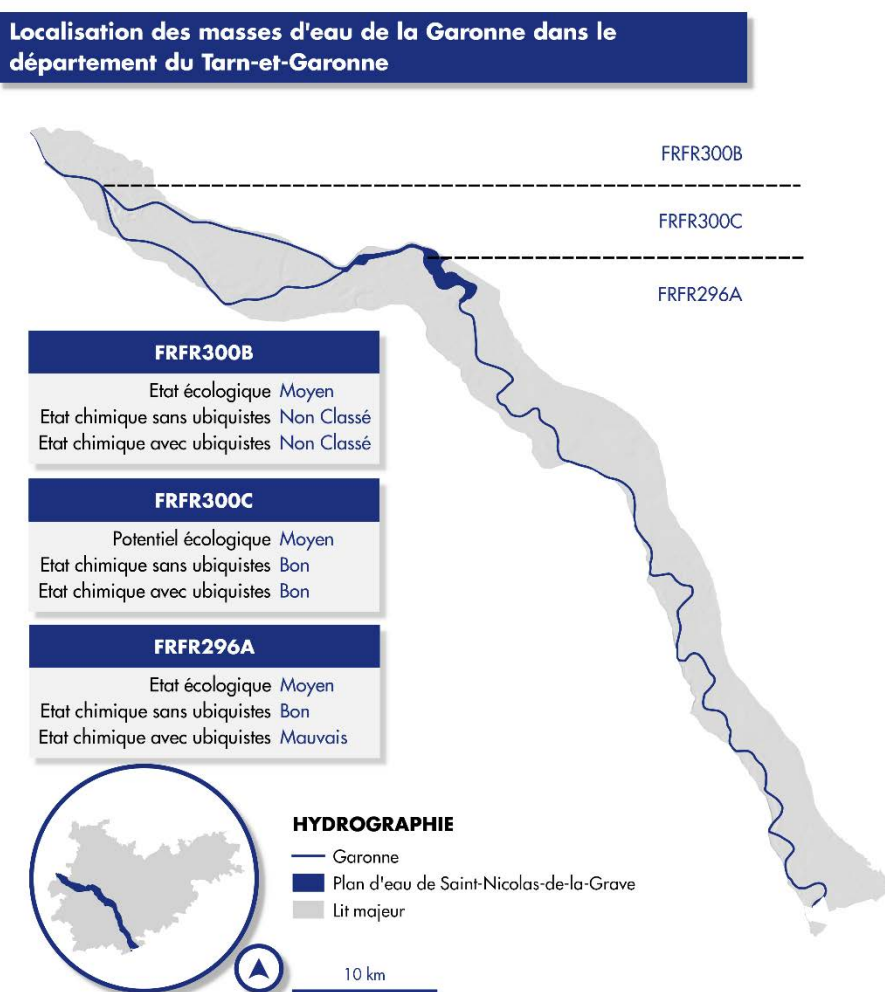 Localisation des masses d'eau de la Garonne dans le
département du Tarn-et-Garonne
FRFR300B
FRFR300C
FRFR296A
FRFR300B
Etat écologique Moyen
Etat chimique sans ubiquistes Non Classé
Etat chimique avec ubiquistes Non Classé
FRFR300C
Potentiel écologique Moyen
Etat chimique sans ubiquistes Bon
Etat chimique avec ubiquistes Bon
FRFR296A
Etat écologique Moyen
Etat chimique sans ubiquistes Bon
Etat chimique avec ubiquistes Mauvais
HYDROGRAPHIE
Garonne
Plan d'eau de Saint-Nicolas-de-la-Grave
Lit majeur
10 km